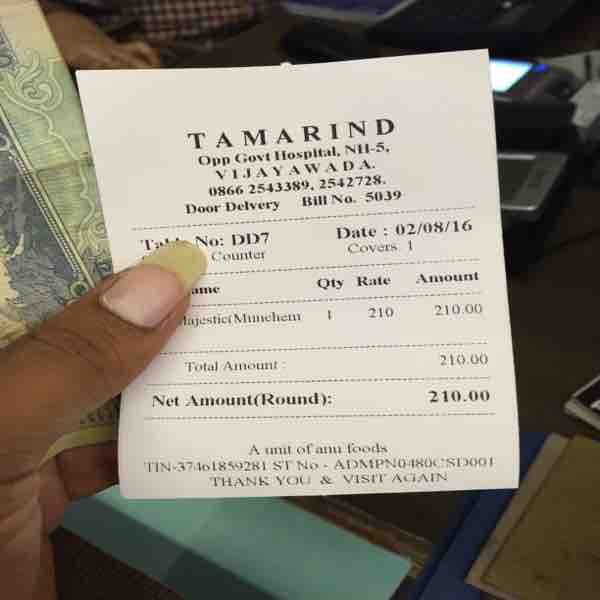 TAMARIND
Opp Govt Hospital, NH-5,
VIJAYAWADA.
0866 2543389, 2542728.
Door Delvery Bill No. 5039
No: DD7 Date : 02/08/16
Counter Covers. 1
Qty Rate Amount
Majestic(Munchem 1 210 210.00
Total Amount : 210.00
Net Amount(Round): 210.00
A unit of anu foods
TIN-37461859281 ST No - ADMPN0480CSD001
THANK YOU & VISIT AGAIN